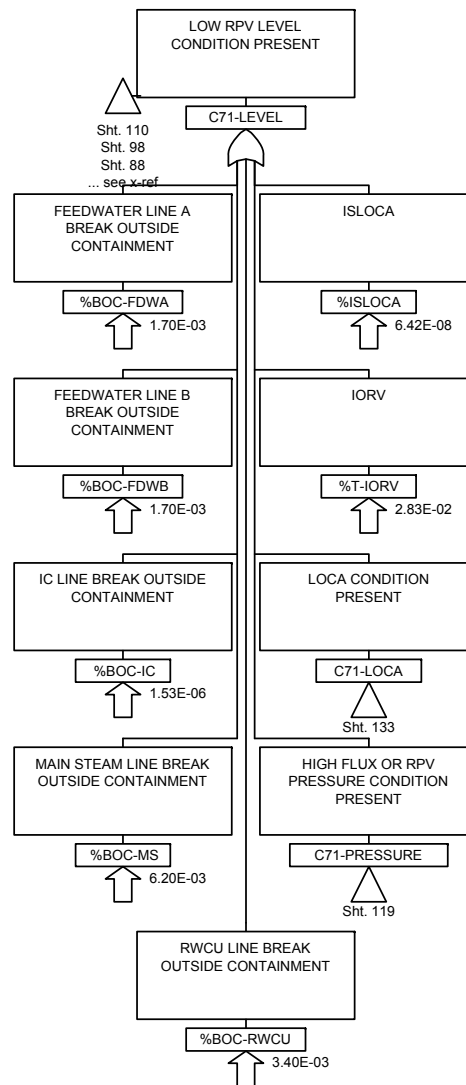 LOW RPV LEVEL
CONDITION PRESENT
C71-LEVEL
Sht. 110
Sht. 98
Sht. 88
... see x-ref
FEEDWATER LINE A
BREAK OUTSIDE
CONTAINMENT
%BOC-FDWA
1.70E-03
ISLOCA
%ISLOCA
6.42E-08
FEEDWATER LINE B
BREAK OUTSIDE
CONTAINMENT
%BOC-FDWB
1.70E-03
IORV
%T-IORV
2.83E-02
IC LINE BREAK OUTSIDE
CONTAINMENT
%BOC-IC
1.53E-06
LOCA CONDITION
PRESENT
C71-LOCA
Sht. 133
MAIN STEAM LINE BREAK
OUTSIDE CONTAINMENT
%BOC-MS
6.20E-03
HIGH FLUX OR RPV
PRESSURE CONDITION
PRESENT
C71-PRESSURE
Sht. 119
RWCU LINE BREAK
OUTSIDE CONTAINMENT
%BOC-RWCU
3.40E-03